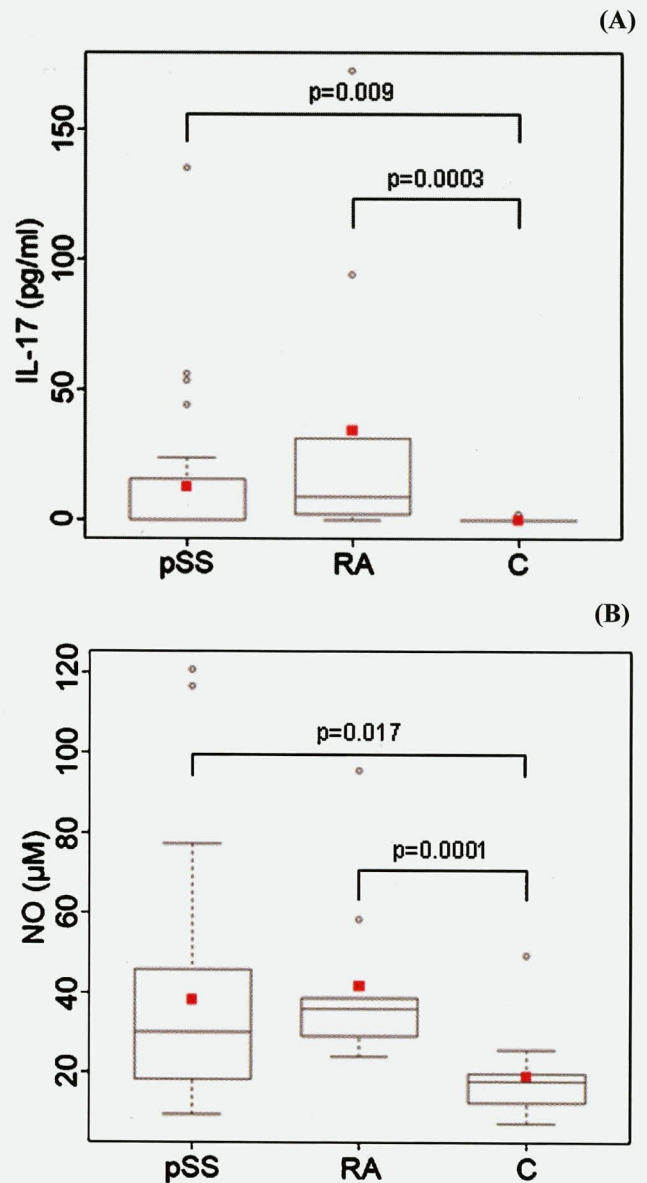 (A)
p=0.009
p=0.0003
IL-17 (pg/ml)
150
100
50
0
pSS RA C
(B)
p=0.017
p=0.0001
NO (µM)
120
100
80
60
40
20
pSS RA C